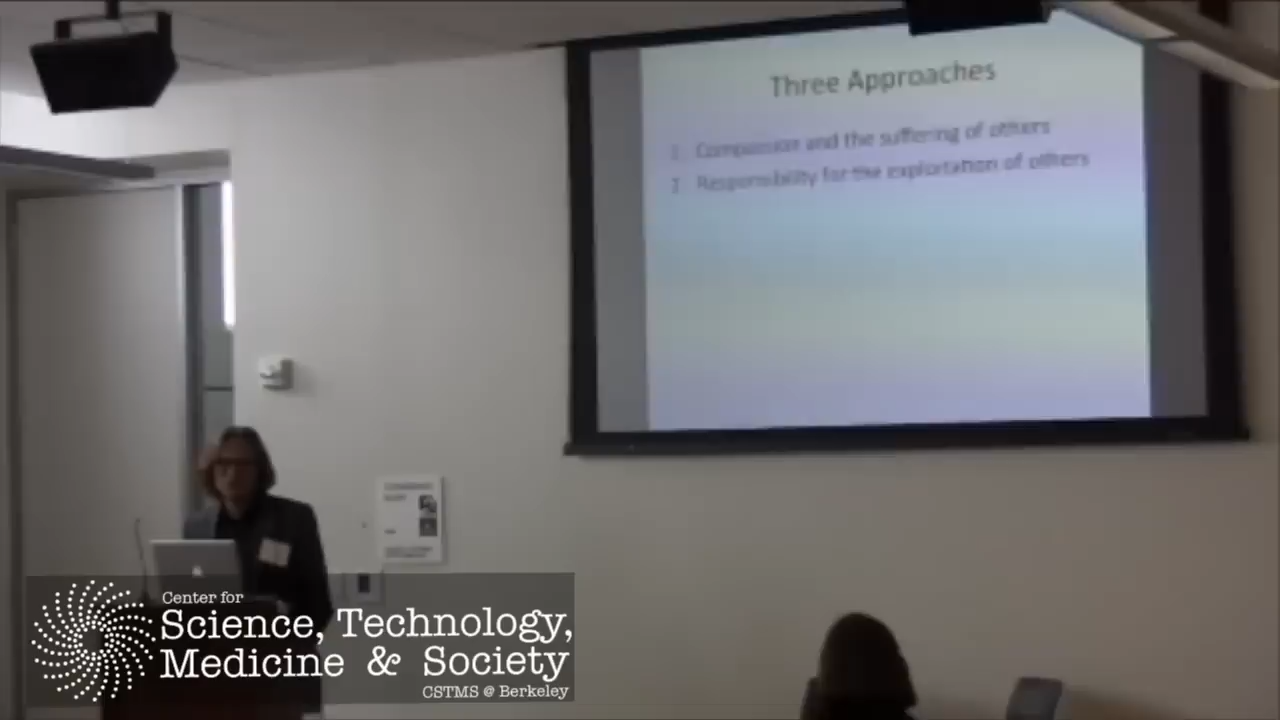 Three Approaches
1. Compassion and the suffering of others
2. Responsibility for the exploitation of others
Center for
Science, Technology,
Medicine & Society
CSTMS @ Berkeley